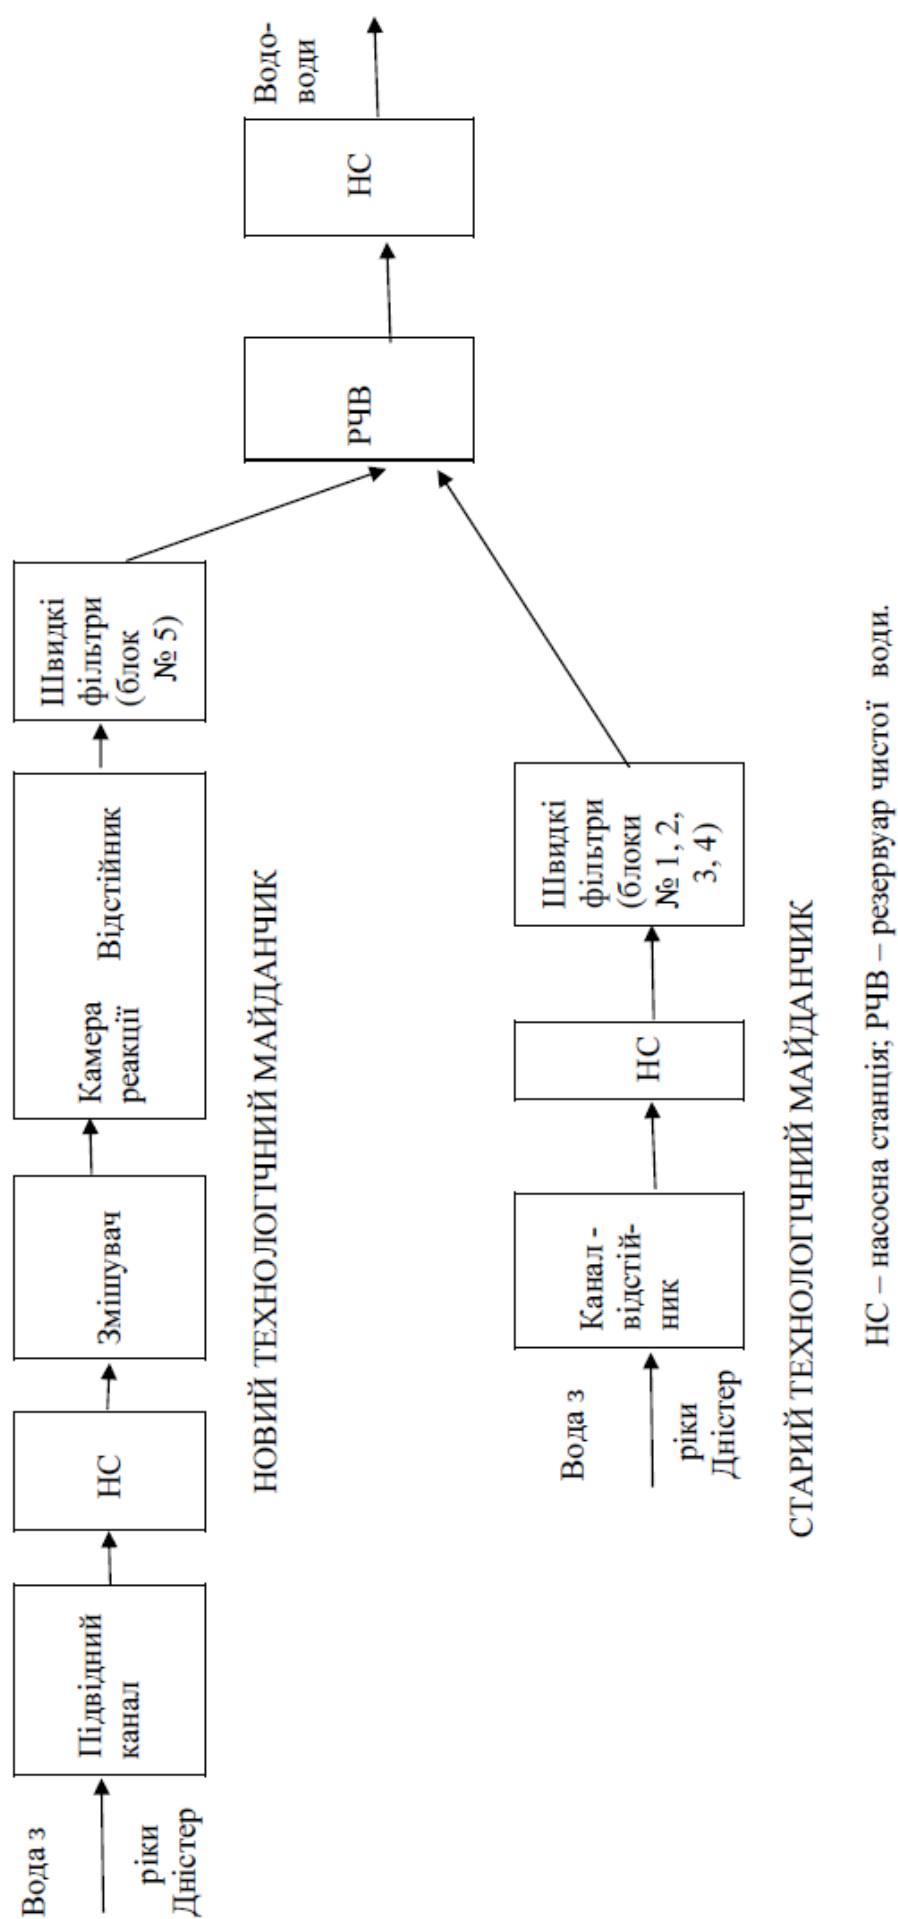 Вода з
ріки
Дністер
Підвідний
канал
НС
Змішувач
Камера
реакції
Відстійник
Швидкі
фільтри
(блок
№ 5)
НОВИЙ ТЕХНОЛОГІЧНИЙ МАЙДАНЧИК
РЧВ
НС
Водо-
води
Вода з
ріки
Дністер
Канал -
відстій-
ник
НС
Швидкі
фільтри
(блоки
№ 1, 2,
3, 4)
СТАРИЙ ТЕХНОЛОГІЧНИЙ МАЙДАНЧИК
НС – насосна станція; РЧВ – резервуар чистої води.